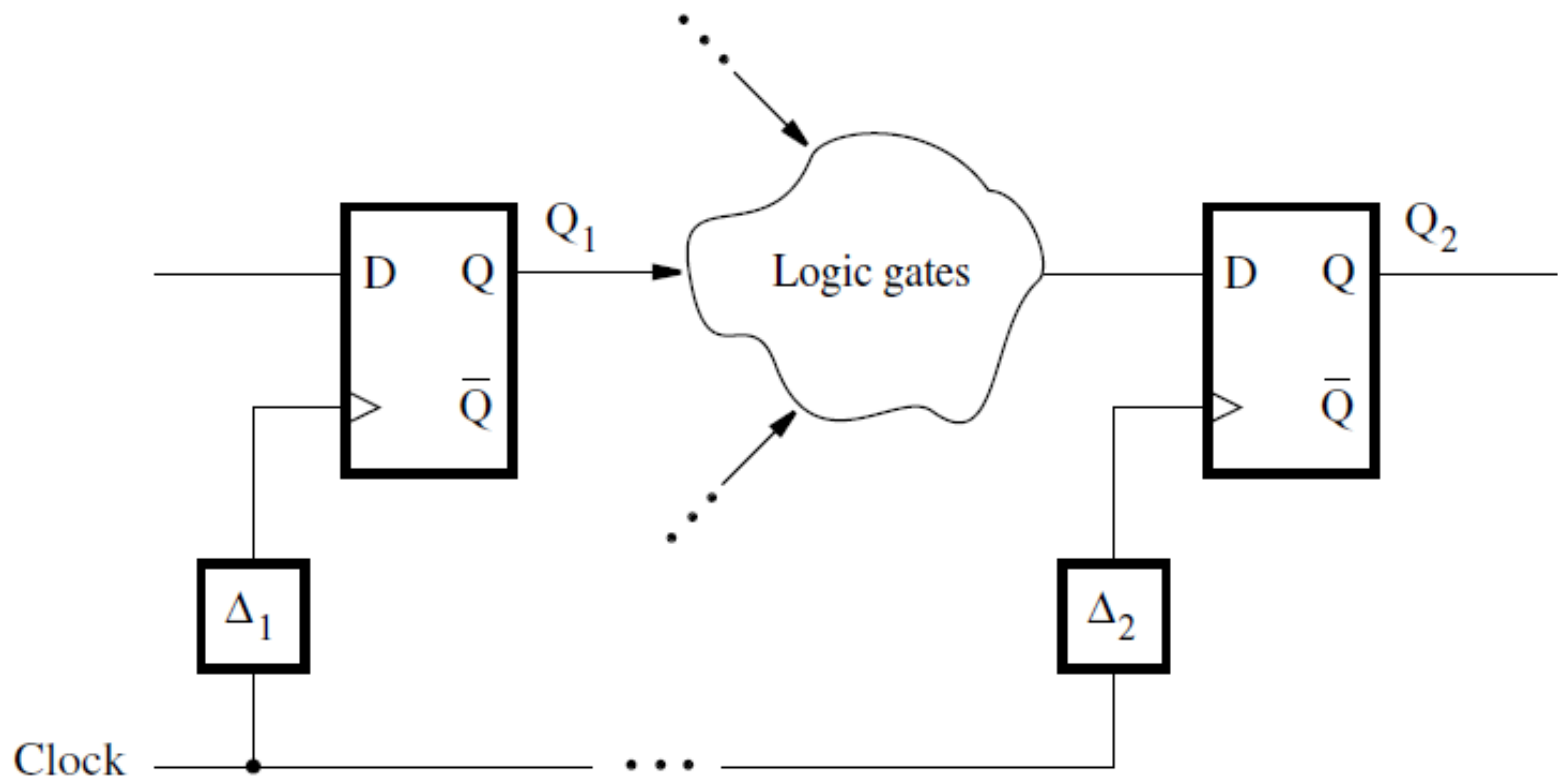 Q₁
Q₂
D Q
Logic gates
D Q
Q̅
Q̅
Δ₁
Δ₂
Clock